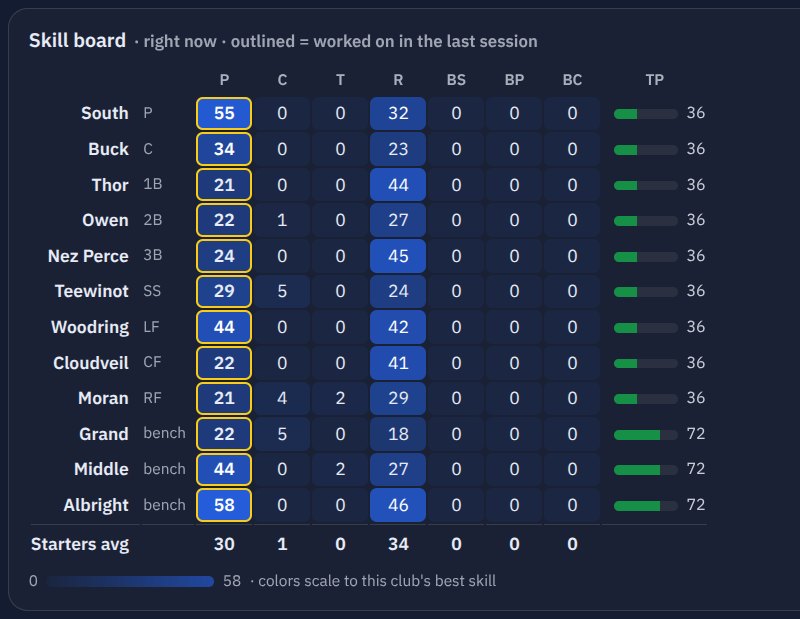 Skill board · right now · outlined = worked on in the last session
P C T R BS BP BC TP
South P 55 0 0 32 0 0 0 36
Buck C 34 0 0 23 0 0 0 36
Thor 1B 21 0 0 44 0 0 0 36
Owen 2B 22 1 0 27 0 0 0 36
Nez Perce 3B 24 0 0 45 0 0 0 36
Teewinot SS 29 5 0 24 0 0 0 36
Woodring LF 44 0 0 42 0 0 0 36
Cloudveil CF 22 0 0 41 0 0 0 36
Moran RF 21 4 2 29 0 0 0 36
Grand bench 22 5 0 18 0 0 0 72
Middle bench 44 0 2 27 0 0 0 72
Albright bench 58 0 0 46 0 0 0 72
Starters avg 30 1 0 34 0 0 0
0 58 · colors scale to this club's best skill